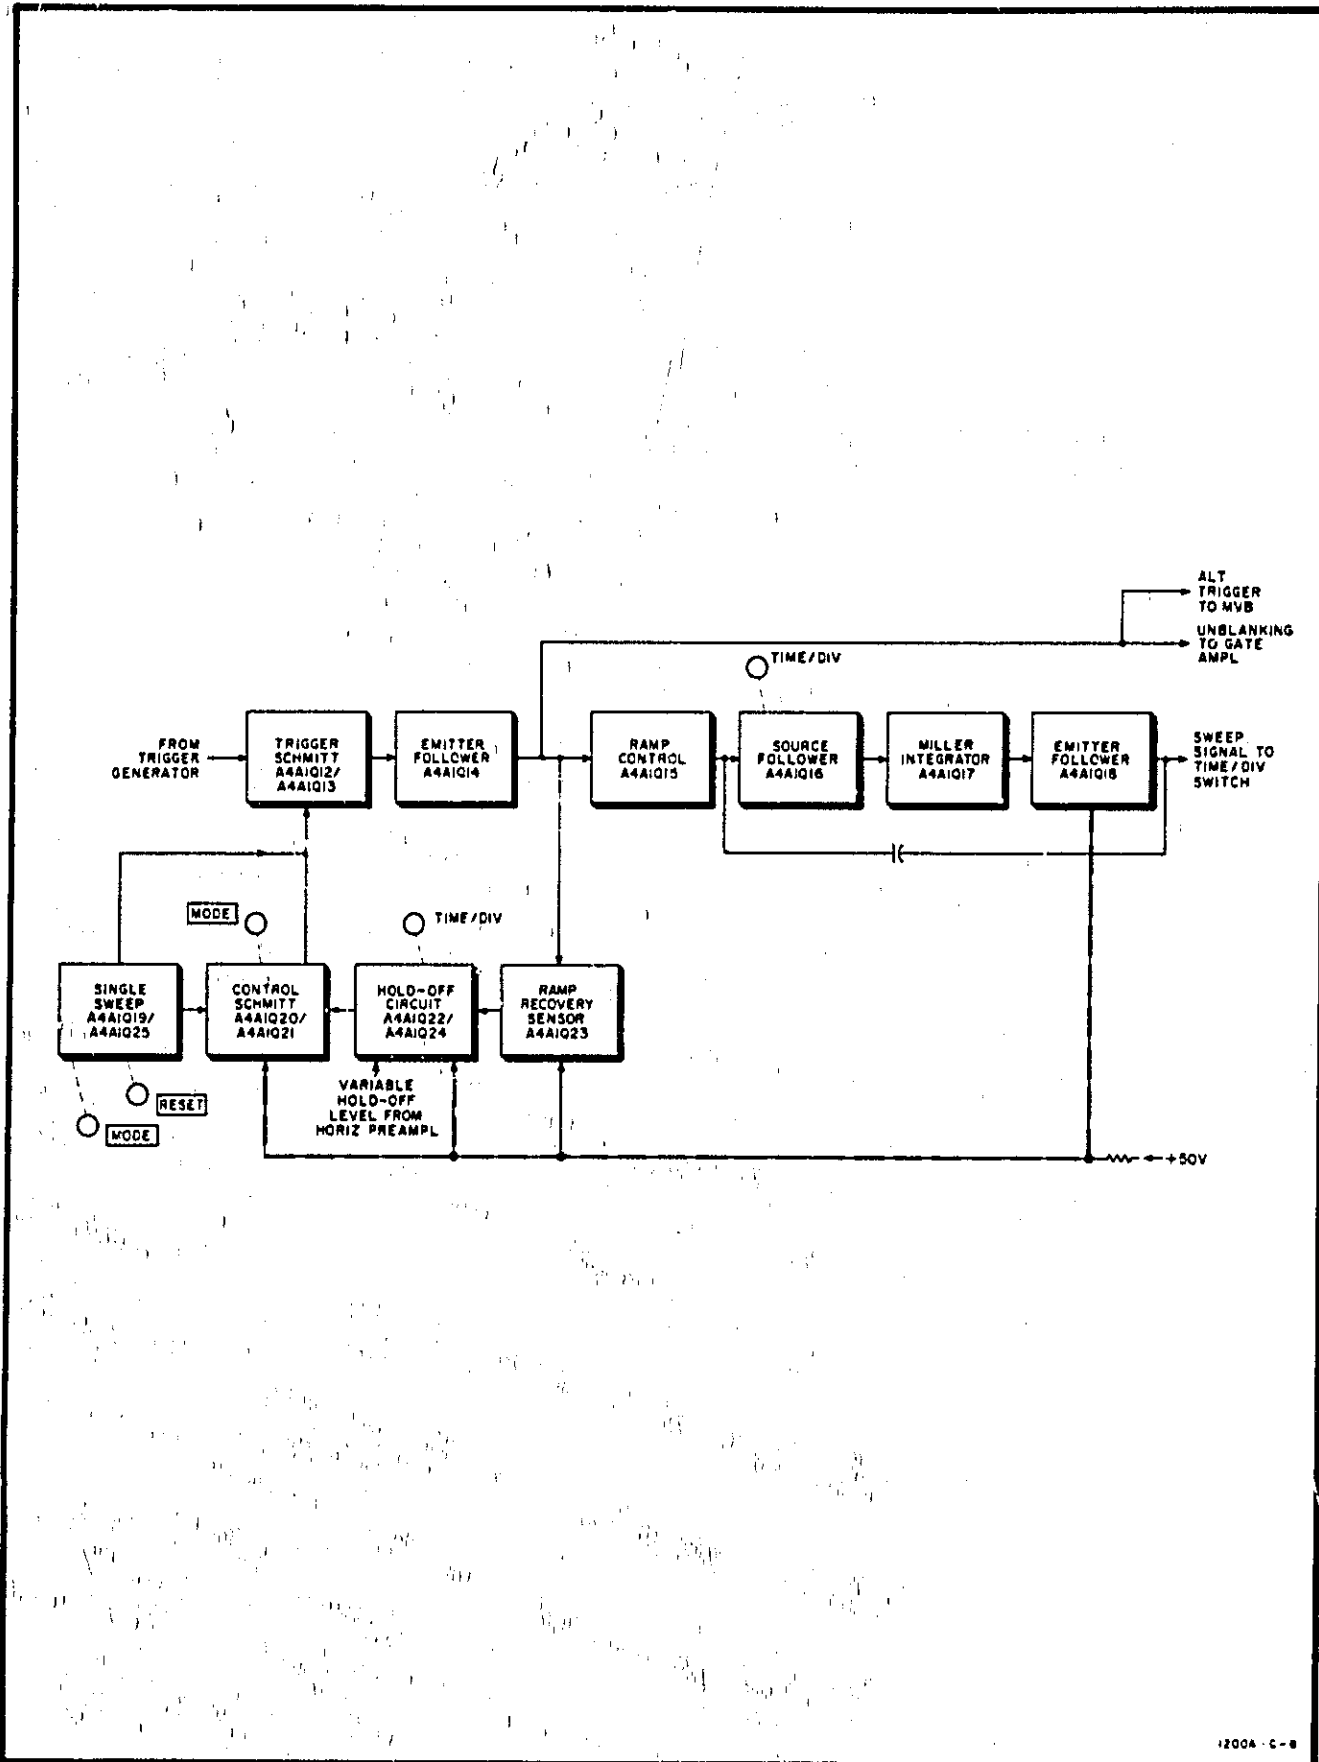 ALT
TRIGGER
TO MVB
UNBLANKING
TO GATE
AMPL
TIME/DIV
FROM
TRIGGER
GENERATOR
TRIGGER
SCHMITT
A4A1Q12/
A4A1Q13
EMITTER
FOLLOWER
A4A1Q14
RAMP
CONTROL
A4A1Q15
SOURCE
FOLLOWER
A4A1Q16
MILLER
INTEGRATOR
A4A1Q17
EMITTER
FOLLOWER
A4A1Q18
SWEEP
SIGNAL TO
TIME/DIV
SWITCH
MODE
TIME/DIV
SINGLE
SWEEP
A4A1Q19/
A4A1Q25
CONTROL
SCHMITT
A4A1Q20/
A4A1Q21
HOLD-OFF
CIRCUIT
A4A1Q22/
A4A1Q24
RAMP
RECOVERY
SENSOR
A4A1Q23
RESET
MODE
VARIABLE
HOLD-OFF
LEVEL FROM
HORIZ PREAMPL
+50V
1200A-C-8